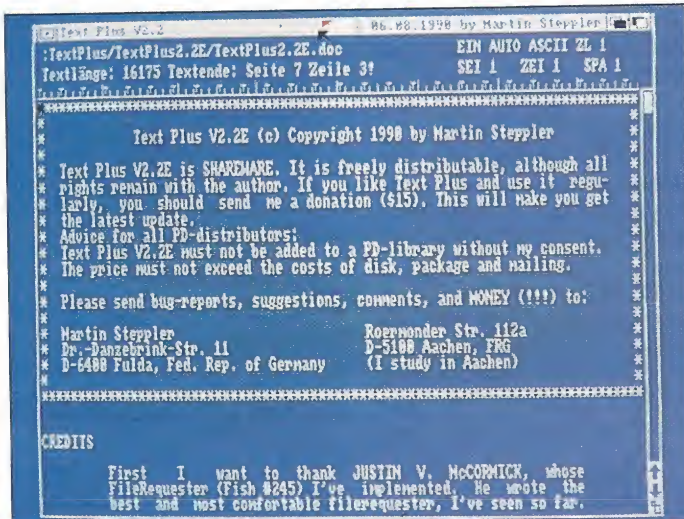 Text Plus V2.2 06.08.1990 by Martin Steppler
:TextPlus/TextPlus2.2E/TextPlus2.2E.doc EIN AUTO ASCII ZL 1
Textlänge: 16175 Textende: Seite 7 Zeile 3! SEI 1 ZEI 1 SPA 1
****************************************************************************
* Text Plus V2.2E (c) Copyright 1990 by Martin Steppler *
* Text Plus V2.2E is SHAREWARE. It is freely distributable, although all *
* rights remain with the author. If you like Text Plus and use it regu- *
* larly, you should send me a donation ($15). This will make you get *
* the latest update. *
* Advice for all PD-distributors: *
* Text Plus V2.2E must not be added to a PD-library without my consent. *
* The price must not exceed the costs of disk, package and mailing. *
* Please send bug-reports, suggestions, comments, and MONEY (!!!) to: *
* Martin Steppler Roermonder Str. 112a *
* Dr.-Danzebrink-Str. 11 D-5100 Aachen, FRG *
* D-6400 Fulda, Fed. Rep. of Germany (I study in Aachen) *
****************************************************************************
CREDITS
First I want to thank JUSTIN V. McCORMICK, whose
FileRequester (Fish #245) I've implemented. He wrote the
best and most comfortable filerequester, I've seen so far.